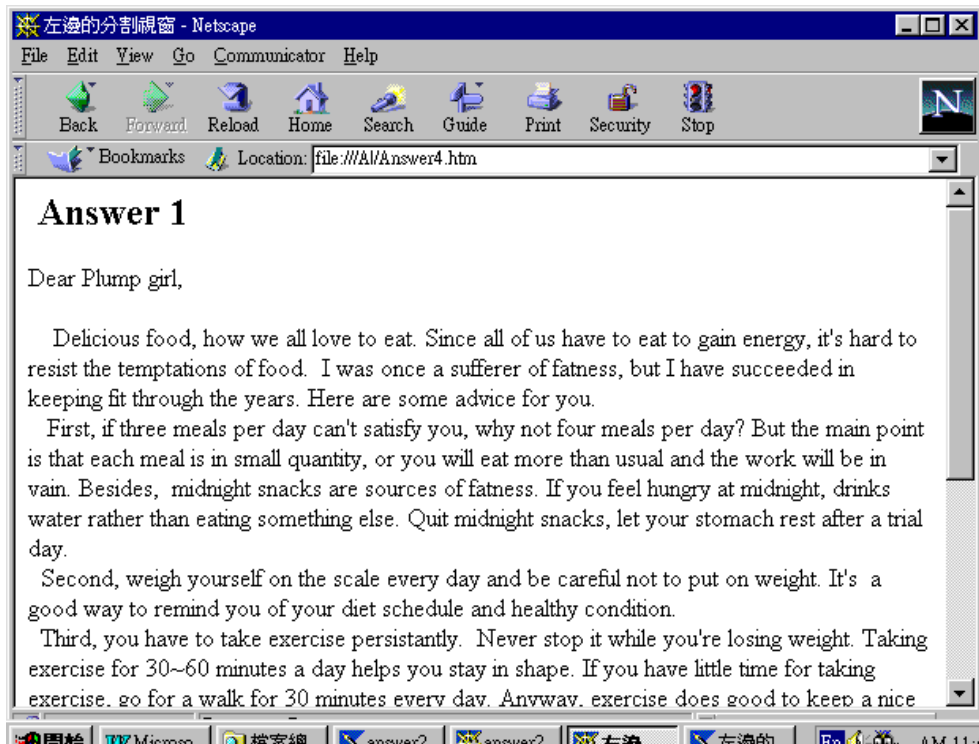 左邊的分割視窗 - Netscape
File Edit View Go Communicator Help
Back Forward Reload Home Search Guide Print Security Stop
N
Bookmarks Location: file:///A|/Answer4.htm
Answer 1
Dear Plump girl,
Delicious food, how we all love to eat. Since all of us have to eat to gain energy, it's hard to
resist the temptations of food. I was once a sufferer of fatness, but I have succeeded in
keeping fit through the years. Here are some advice for you.
First, if three meals per day can't satisfy you, why not four meals per day? But the main point
is that each meal is in small quantity, or you will eat more than usual and the work will be in
vain. Besides, midnight snacks are sources of fatness. If you feel hungry at midnight, drinks
water rather than eating something else. Quit midnight snacks, let your stomach rest after a trial
day.
Second, weigh yourself on the scale every day and be careful not to put on weight. It's a
good way to remind you of your diet schedule and healthy condition.
Third, you have to take exercise persistantly. Never stop it while you're losing weight. Taking
exercise for 30~60 minutes a day helps you stay in shape. If you have little time for taking
exercise, go for a walk for 30 minutes every day. Anyway, exercise does good to keep a nice
開始 Microso 檔案總 answer2 answer2 左邊 左邊的 En AM 11